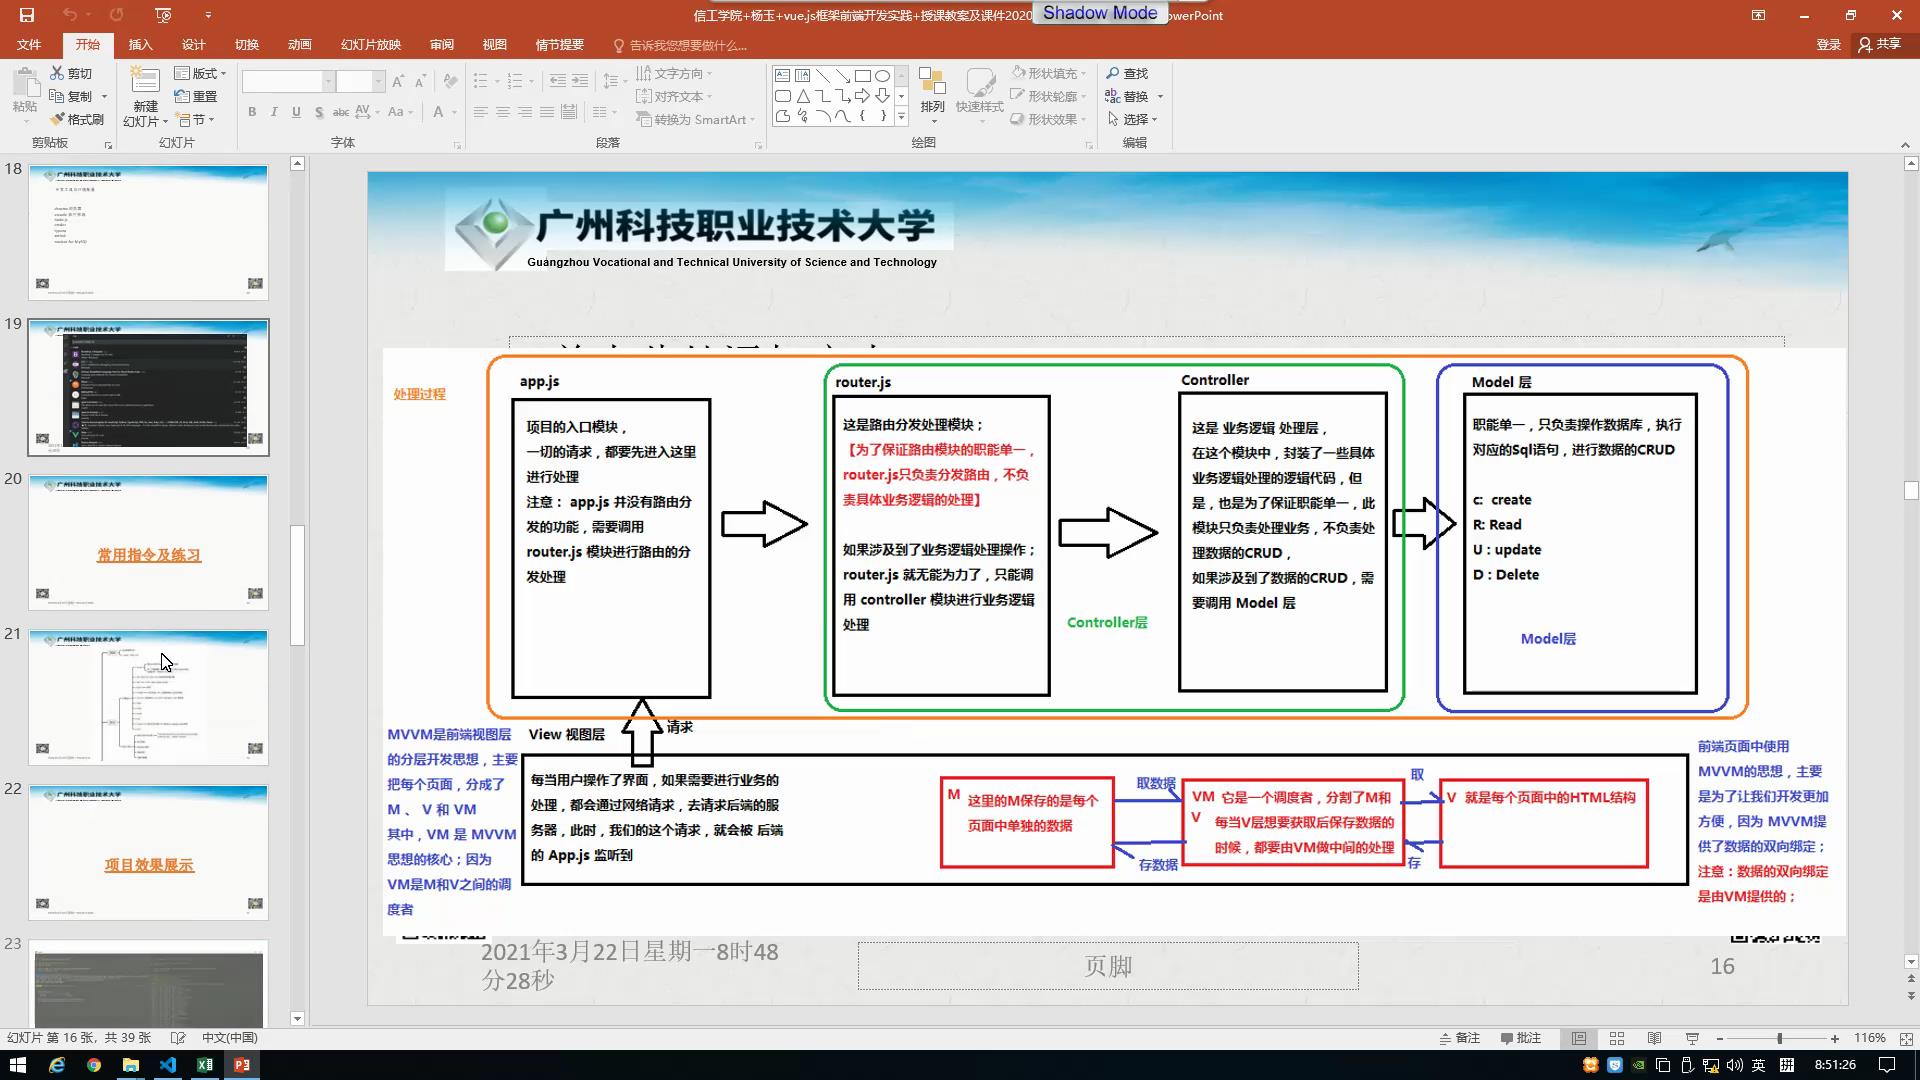 信工学院+杨玉+vue.js框架前端开发实践+授课教案及课件2020
Shadow Mode
PowerPoint
文件
开始
插入
设计
切换
动画
幻灯片放映
审阅
视图
情节提要
告诉我您想要做什么...
登录
共享
粘贴
剪切
复制
格式刷
剪贴板
新建
幻灯片
版式
重置
节
幻灯片
字体
文字方向
对齐文本
转换为 SmartArt
段落
排列
快速样式
形状填充
形状轮廓
形状效果
绘图
查找
替换
选择
编辑
18
19
20
常用指令及练习
21
22
项目效果展示
23
广州科技职业技术大学
Guangzhou Vocational and Technical University of Science and Technology
处理过程
app.js
项目的入口模块，
一切的请求，都要先进入这里
进行处理
注意： app.js 并没有路由分
发的功能，需要调用
router.js 模块进行路由的分
发处理
router.js
这是路由分发处理模块；
【为了保证路由模块的职能单一，
router.js只负责分发路由，不负
责具体业务逻辑的处理】
如果涉及到了业务逻辑处理操作；
router.js 就无能为力了，只能调
用 controller 模块进行业务逻辑
处理
Controller层
Controller
这是 业务逻辑 处理层，
在这个模块中，封装了一些具体
业务逻辑处理的逻辑代码，但
是，也是为了保证职能单一，此
模块只负责处理业务，不负责处
理数据的CRUD，
如果涉及到了数据的CRUD，需
要调用 Model 层
Model 层
职能单一，只负责操作数据库，执行
对应的Sql语句，进行数据的CRUD
c:  create
R: Read
U : update
D : Delete
Model层
请求
View 视图层
MVVM是前端视图层
的分层开发思想，主要
把每个页面，分成了
M 、 V 和 VM
其中，VM 是 MVVM
思想的核心；因为
VM是M和V之间的调
度者
每当用户操作了界面，如果需要进行业务的
处理，都会通过网络请求，去请求后端的服
务器，此时，我们的这个请求，就会被 后端
的 App.js 监听到
M 这里的M保存的是每个
页面中单独的数据
取数据
存数据
VM 它是一个调度者，分割了M和
V 每当V层想要获取后保存数据的
时候，都要由VM做中间的处理
取
存
V 就是每个页面中的HTML结构
前端页面中使用
MVVM的思想，主要
是为了让我们开发更加
方便，因为 MVVM提
供了数据的双向绑定；
注意：数据的双向绑定
是由VM提供的；
2021年3月22日星期一8时48
分28秒
页脚
16
幻灯片 第 16 张，共 39 张
中文(中国)
备注
批注
116%
英
拼
8:51:26